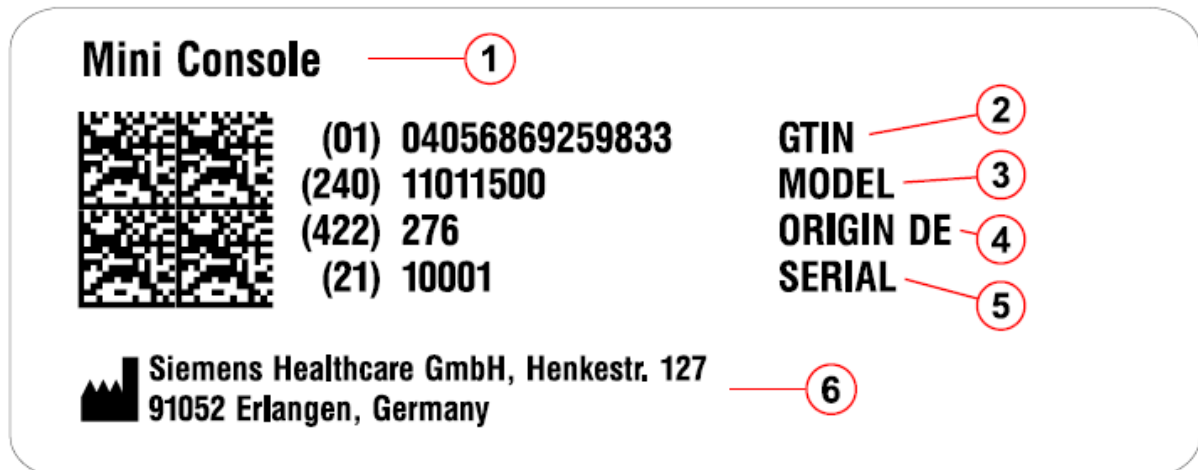 Mini Console 1
(01) 04056869259833 GTIN 2
(240) 11011500 MODEL 3
(422) 276 ORIGIN DE 4
(21) 10001 SERIAL 5
Siemens Healthcare GmbH, Henkestr. 127
91052 Erlangen, Germany 6